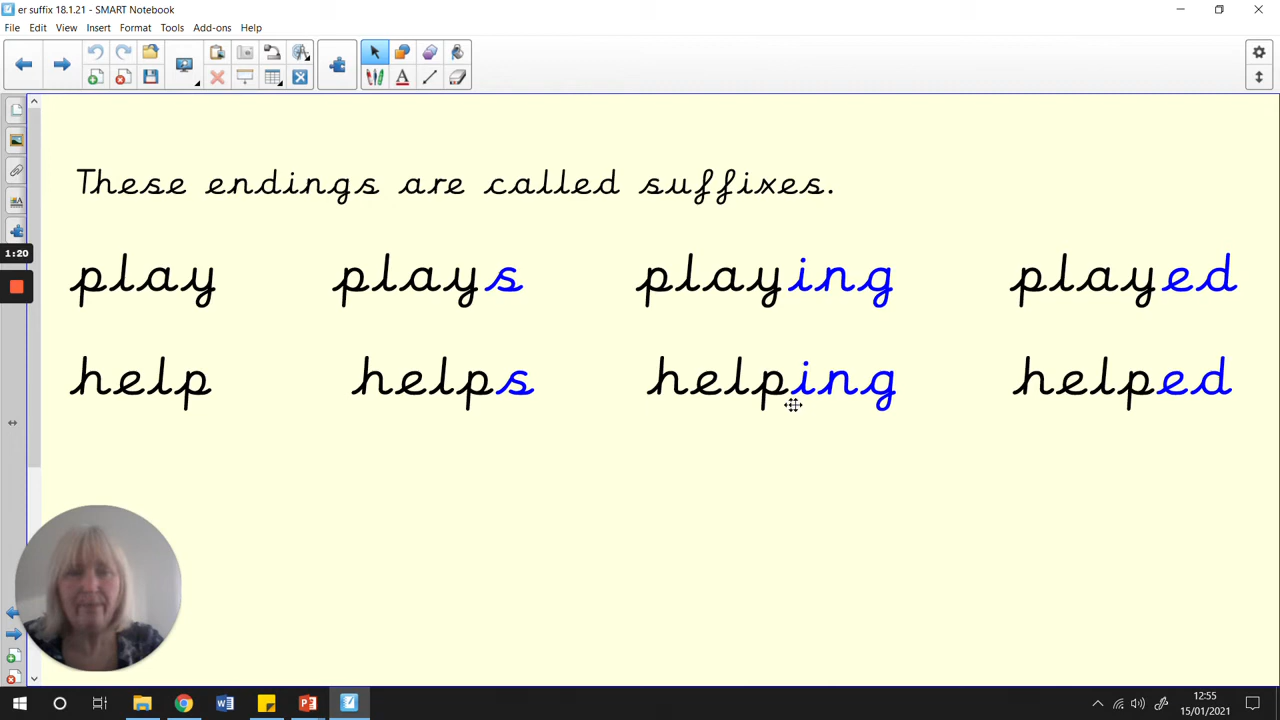 er suffix 18.1.21 - SMART Notebook
File Edit View Insert Format Tools Add-ons Help
These endings are called suffixes.
play plays playing played
1:20
help helps helping helped
12:55
15/01/2021